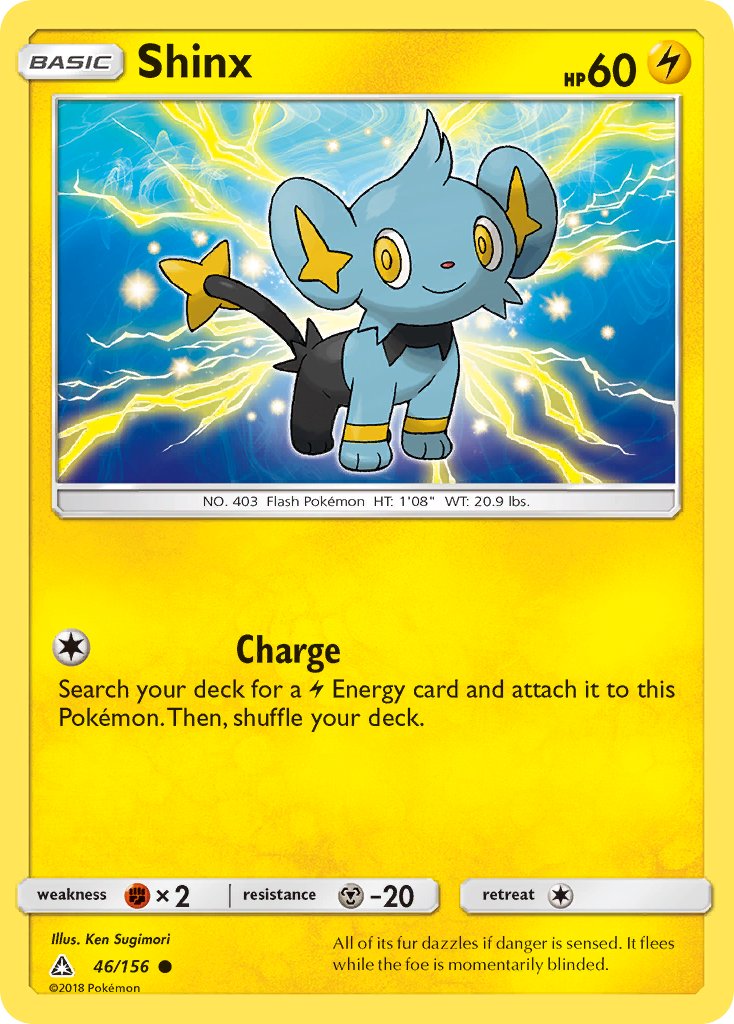 BASIC Shinx HP60
NO. 403 Flash Pokémon HT: 1'08" WT: 20.9 lbs.
Charge
Search your deck for a Energy card and attach it to this
Pokémon. Then, shuffle your deck.
weakness × 2 resistance -20 retreat
Illus. Ken Sugimori
46/156
©2018 Pokémon
All of its fur dazzles if danger is sensed. It flees
while the foe is momentarily blinded.